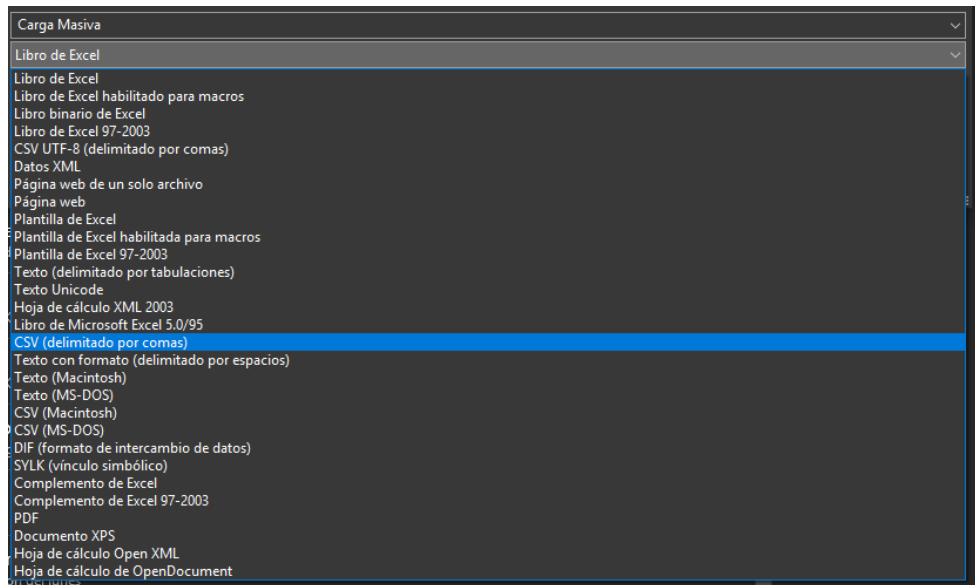 Carga Masiva
Libro de Excel
Libro de Excel
Libro de Excel habilitado para macros
Libro binario de Excel
Libro de Excel 97-2003
CSV UTF-8 (delimitado por comas)
Datos XML
Página web de un solo archivo
Página web
Plantilla de Excel
Plantilla de Excel habilitada para macros
Plantilla de Excel 97-2003
Texto (delimitado por tabulaciones)
Texto Unicode
Hoja de cálculo XML 2003
Libro de Microsoft Excel 5.0/95
CSV (delimitado por comas)
Texto con formato (delimitado por espacios)
Texto (Macintosh)
Texto (MS-DOS)
CSV (Macintosh)
CSV (MS-DOS)
DIF (formato de intercambio de datos)
SYLK (vínculo simbólico)
Complemento de Excel
Complemento de Excel 97-2003
PDF
Documento XPS
Hoja de cálculo Open XML
Hoja de cálculo de OpenDocument